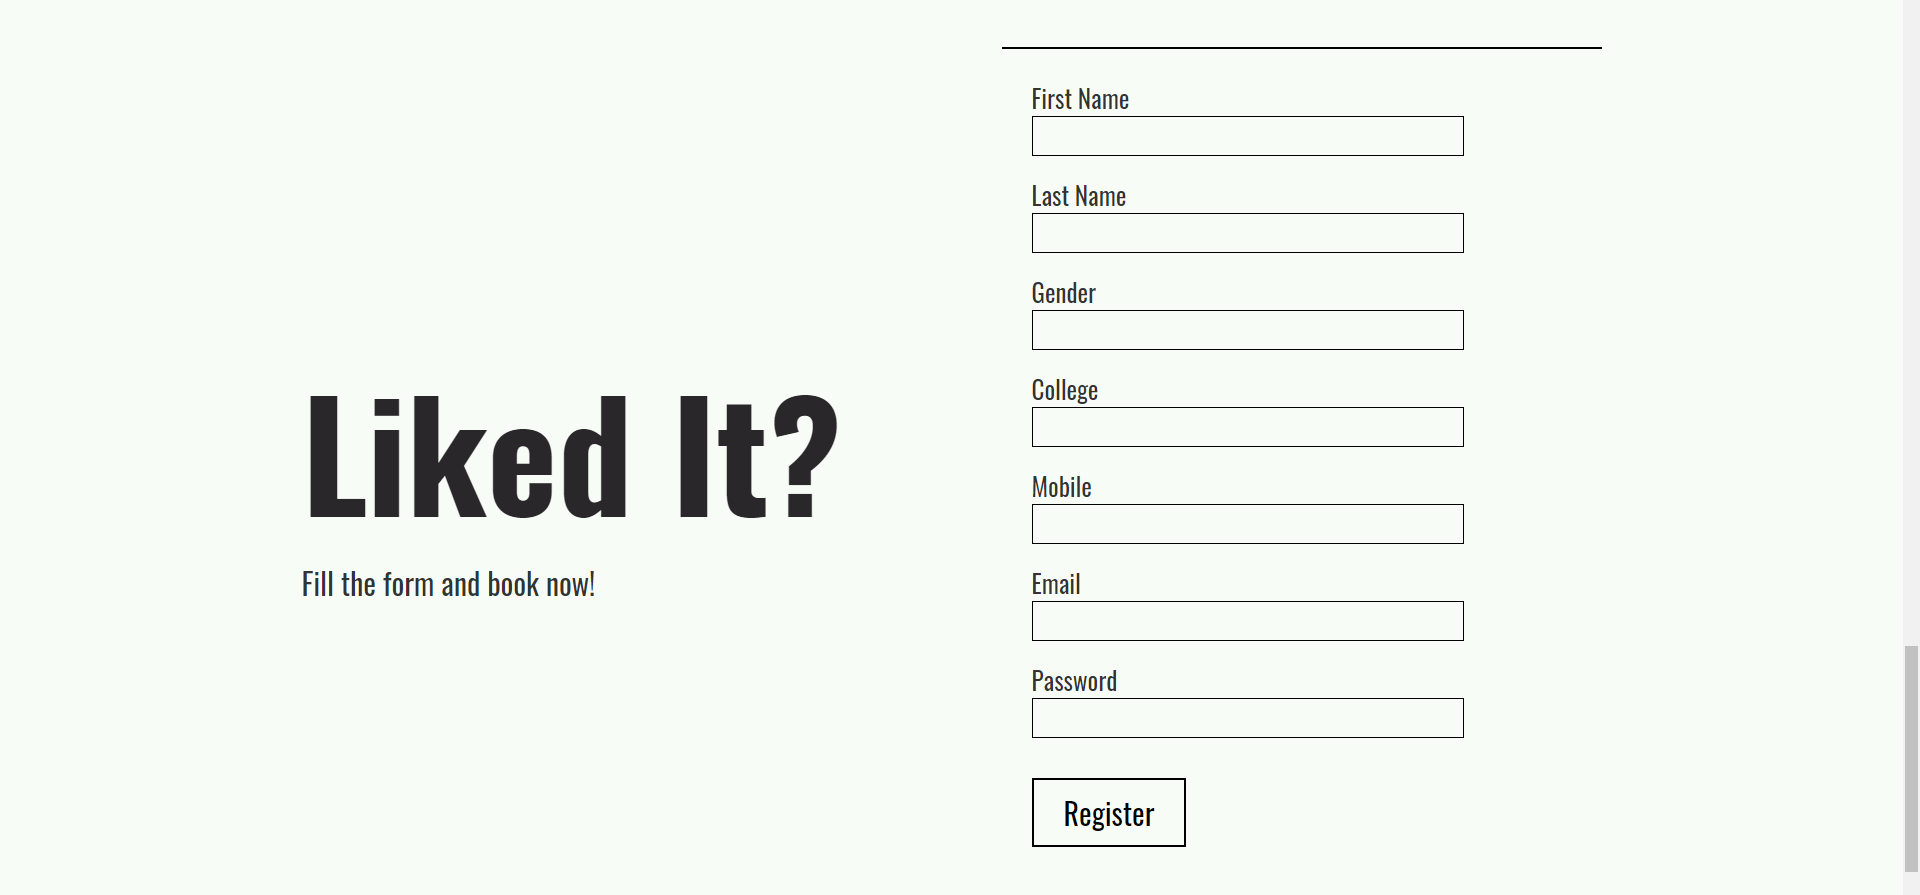 Liked It?
Fill the form and book now!
First Name
Last Name
Gender
College
Mobile
Email
Password
Register